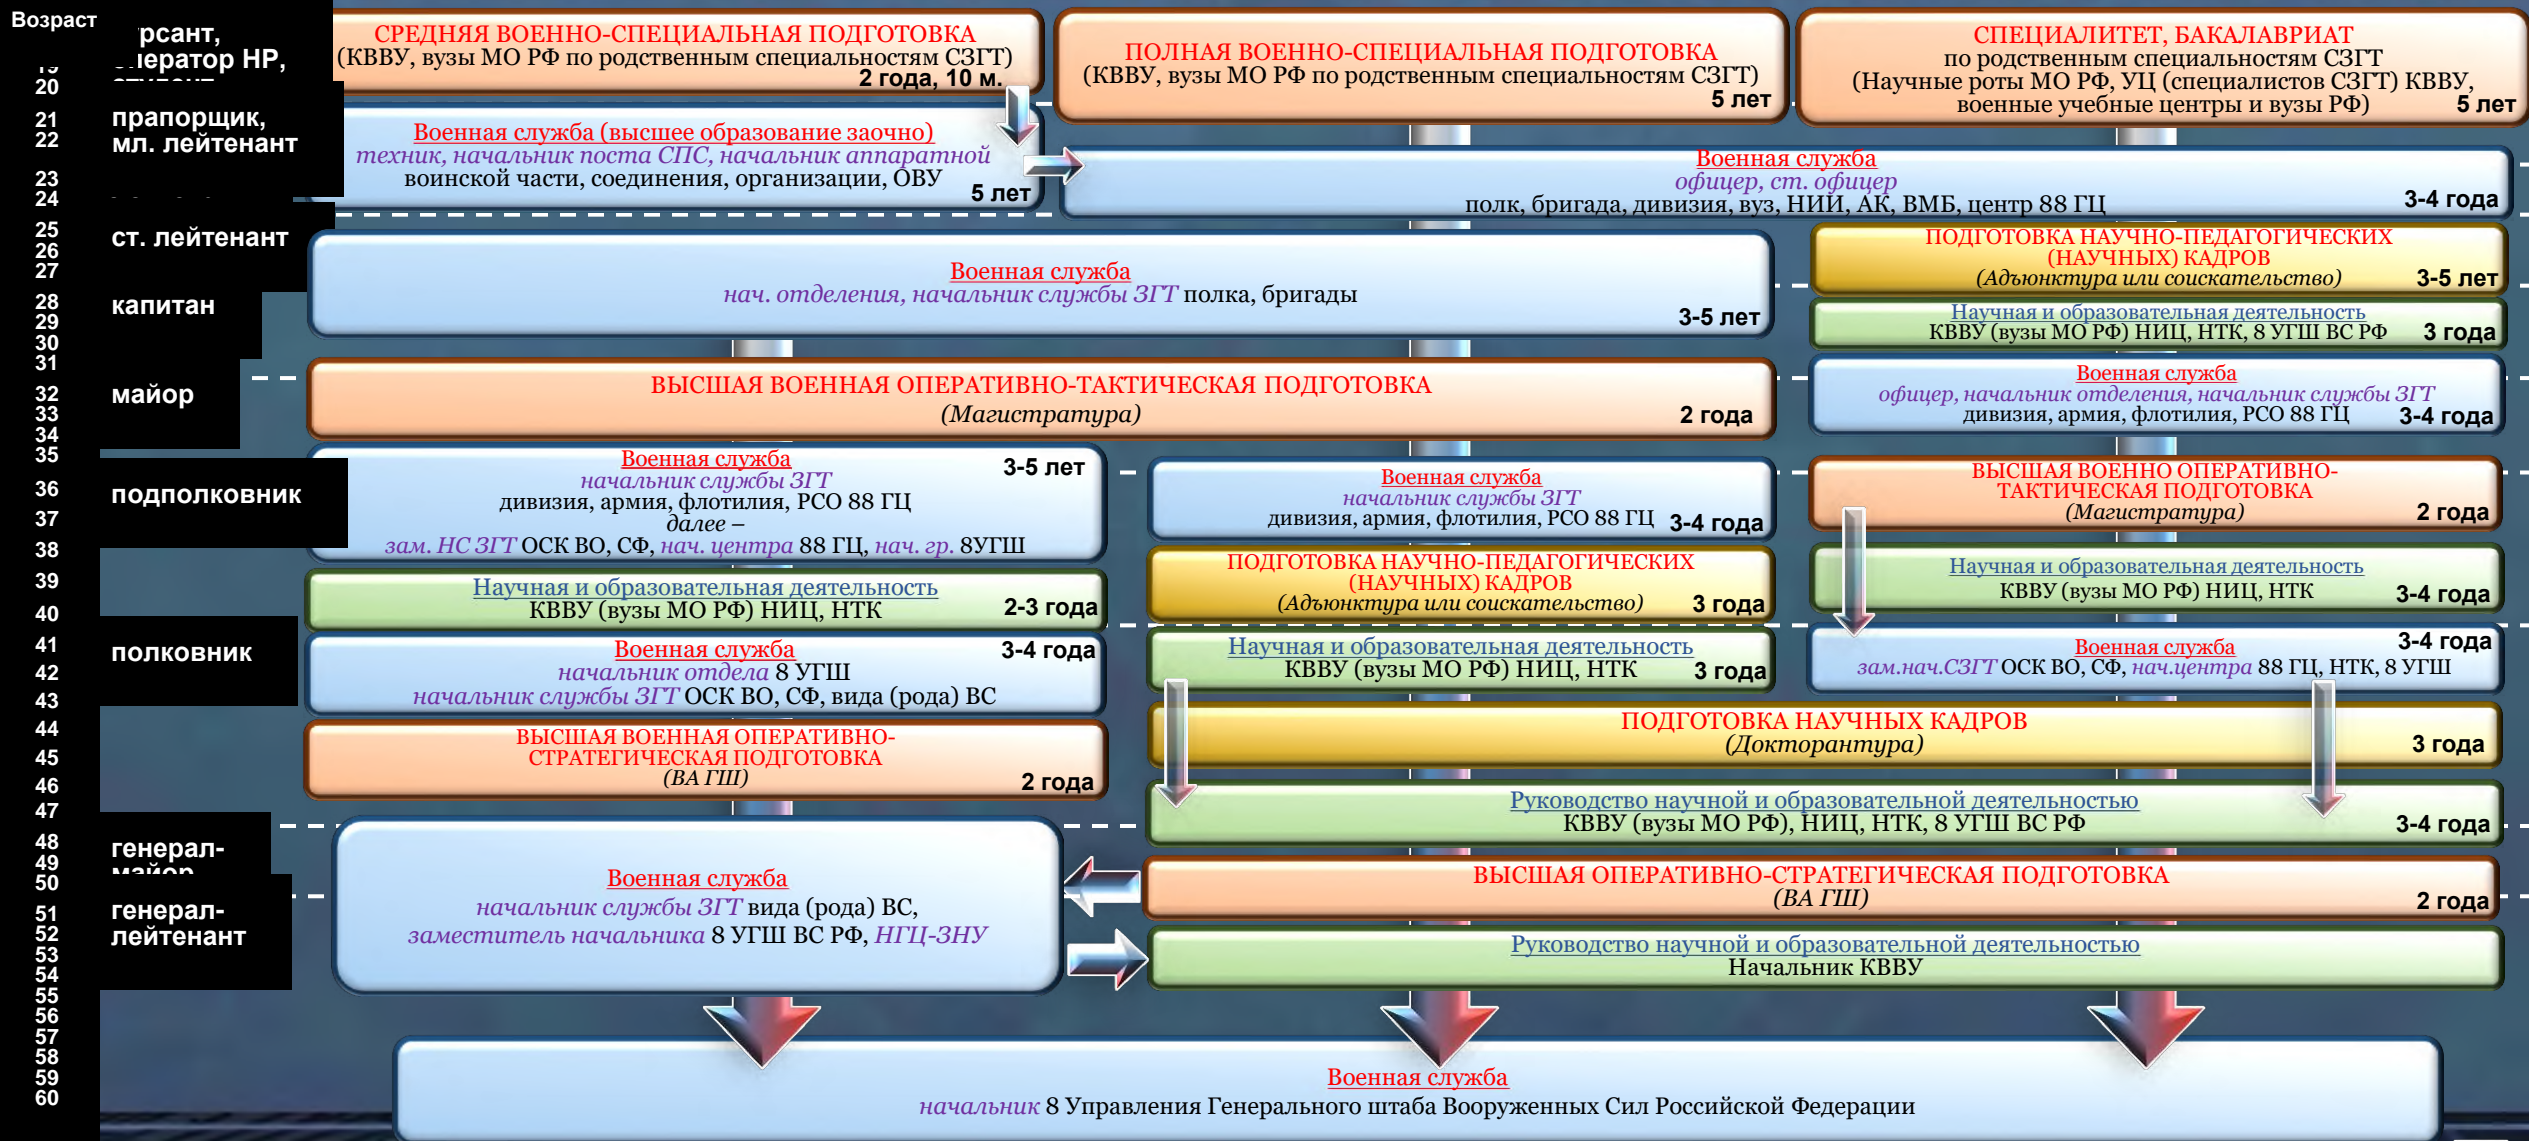 Возраст
20
21
22
23
24
25
26
27
28
29
30
31
32
33
34
35
36
37
38
39
40
41
42
43
44
45
46
47
48
49
50
51
52
53
54
55
56
57
58
59
60
НР,
прапорщик,
мл. лейтенант
ст. лейтенант
капитан
майор
подполковник
полковник
генерал-
майор
генерал-
лейтенант
СРЕДНЯЯ ВОЕННО-СПЕЦИАЛЬНАЯ ПОДГОТОВКА
(КВВУ, вузы МО РФ по родственным специальностям СЗГТ)
2 года, 10 м.
ПОЛНАЯ ВОЕННО-СПЕЦИАЛЬНАЯ ПОДГОТОВКА
(КВВУ, вузы МО РФ по родственным специальностям СЗГТ)
5 лет
СПЕЦИАЛИТЕТ, БАКАЛАВРИАТ
по родственным специальностям СЗГТ
(Научные роты МО РФ, УЦ (специалистов СЗГТ) КВВУ,
военные учебные центры и вузы РФ) 5 лет
Военная служба (высшее образование заочно)
техник, начальник поста СПС, начальник аппаратной
воинской части, соединения, организации, ОВУ
5 лет
Военная служба
офицер, ст. офицер
полк, бригада, дивизия, вуз, НИИ, АК, ВМБ, центр 88 ГЦ
3-4 года
Военная служба
нач. отделения, начальник службы ЗГТ полка, бригады
3-5 лет
ПОДГОТОВКА НАУЧНО-ПЕДАГОГИЧЕСКИХ
(НАУЧНЫХ) КАДРОВ
(Адъюнктура или соискательство) 3-5 лет
Научная и образовательная деятельность
КВВУ (вузы МО РФ) НИЦ, НТК, 8 УГШ ВС РФ 3 года
ВЫСШАЯ ВОЕННАЯ ОПЕРАТИВНО-ТАКТИЧЕСКАЯ ПОДГОТОВКА
(Магистратура) 2 года
Военная служба
офицер, начальник отделения, начальник службы ЗГТ
дивизия, армия, флотилия, РСО 88 ГЦ 3-4 года
Военная служба 3-5 лет
начальник службы ЗГТ
дивизия, армия, флотилия, РСО 88 ГЦ
далее –
зам. НС ЗГТ ОСК ВО, СФ, нач. центра 88 ГЦ, нач. гр. 8УГШ
Военная служба
начальник службы ЗГТ
дивизия, армия, флотилия, РСО 88 ГЦ 3-4 года
ВЫСШАЯ ВОЕННО ОПЕРАТИВНО-
ТАКТИЧЕСКАЯ ПОДГОТОВКА
(Магистратура) 2 года
Научная и образовательная деятельность
КВВУ (вузы МО РФ) НИЦ, НТК 2-3 года
ПОДГОТОВКА НАУЧНО-ПЕДАГОГИЧЕСКИХ
(НАУЧНЫХ) КАДРОВ
(Адъюнктура или соискательство) 3 года
Научная и образовательная деятельность
КВВУ (вузы МО РФ) НИЦ, НТК 3-4 года
Военная служба 3-4 года
начальник отдела 8 УГШ
начальник службы ЗГТ ОСК ВО, СФ, вида (рода) ВС
Научная и образовательная деятельность
КВВУ (вузы МО РФ) НИЦ, НТК 3 года
Военная служба 3-4 года
зам.нач.СЗГТ ОСК ВО, СФ, нач.центра 88 ГЦ, НТК, 8 УГШ
ВЫСШАЯ ВОЕННАЯ ОПЕРАТИВНО-
СТРАТЕГИЧЕСКАЯ ПОДГОТОВКА
(ВА ГШ) 2 года
ПОДГОТОВКА НАУЧНЫХ КАДРОВ
(Докторантура) 3 года
Руководство научной и образовательной деятельностью
КВВУ (вузы МО РФ), НИЦ, НТК, 8 УГШ ВС РФ 3-4 года
Военная служба
начальник службы ЗГТ вида (рода) ВС,
заместитель начальника 8 УГШ ВС РФ, НГЦ-ЗНУ
ВЫСШАЯ ОПЕРАТИВНО-СТРАТЕГИЧЕСКАЯ ПОДГОТОВКА
(ВА ГШ) 2 года
Руководство научной и образовательной деятельностью
Начальник КВВУ
Военная служба
начальник 8 Управления Генерального штаба Вооруженных Сил Российской Федерации